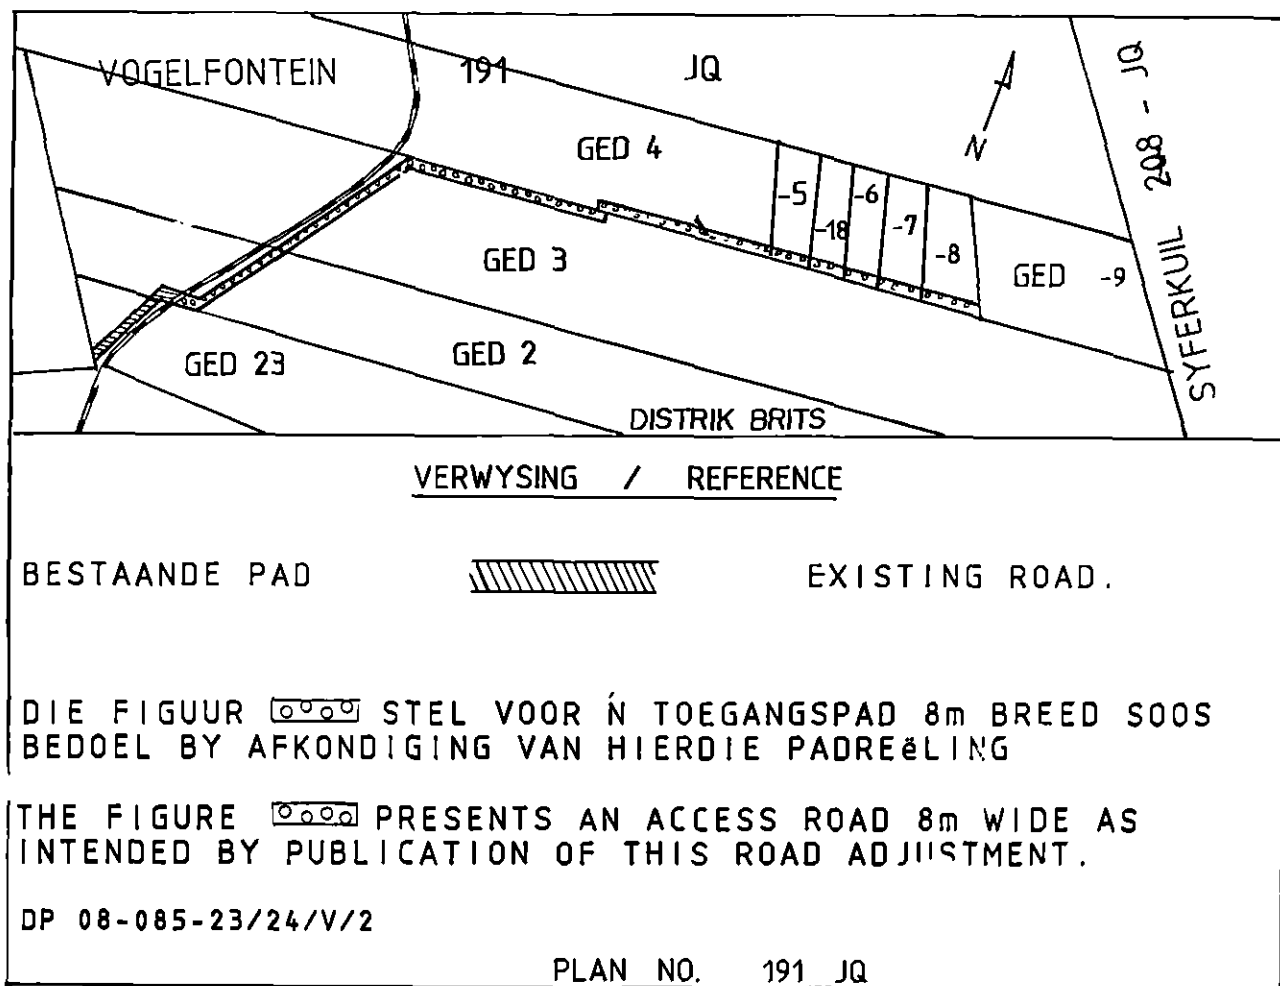 VOGELFONTEIN 191 JQ
N
GED 4
-5
-18
-6
-7
-8
GED -9
SYFERKUIL 208 - JQ
GED 3
GED 2
GED 23
DISTRIK BRITS
VERWYSING / REFERENCE
BESTAANDE PAD EXISTING ROAD.
DIE FIGUUR STEL VOOR 'N TOEGANGSPAD 8m BREED SOOS
BEDOEL BY AFKONDIGING VAN HIERDIE PADREëLING
THE FIGURE PRESENTS AN ACCESS ROAD 8m WIDE AS
INTENDED BY PUBLICATION OF THIS ROAD ADJUSTMENT.
DP 08-085-23/24/V/2
PLAN NO. 191 JQ